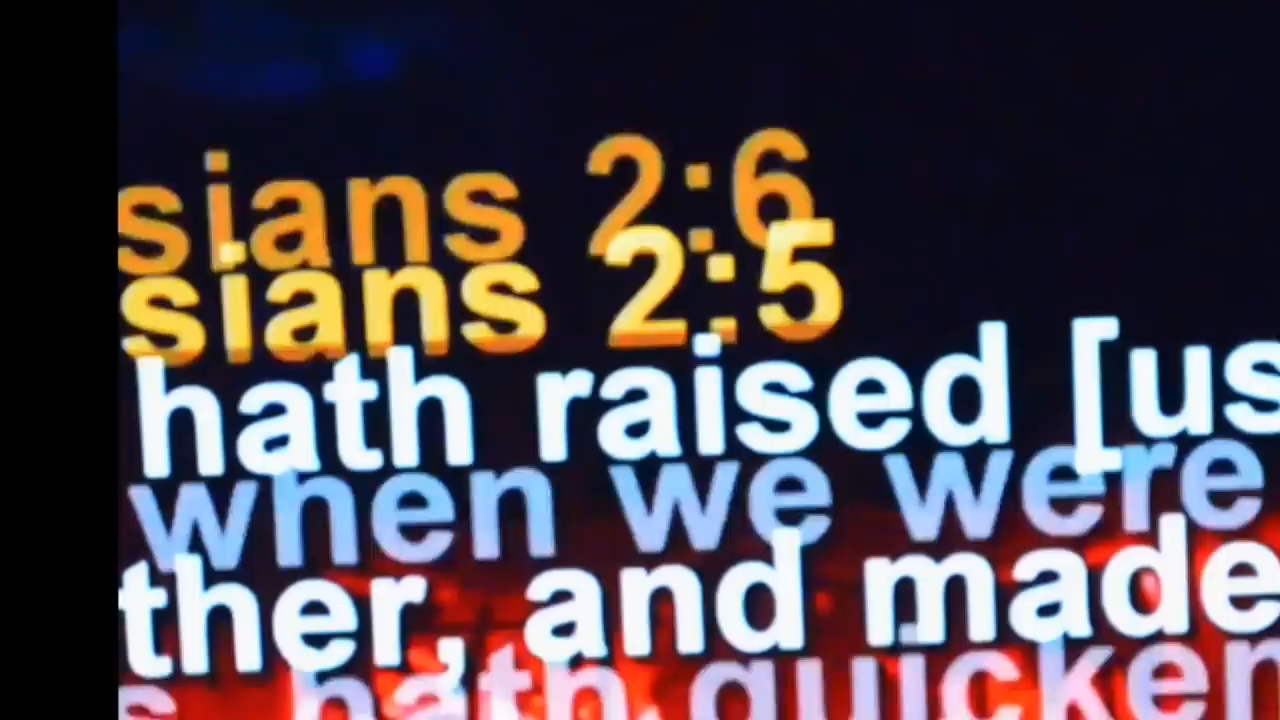 sians 2:6
sians 2:5
hath raised [us
when we were
ther, and made
s, hath quicken